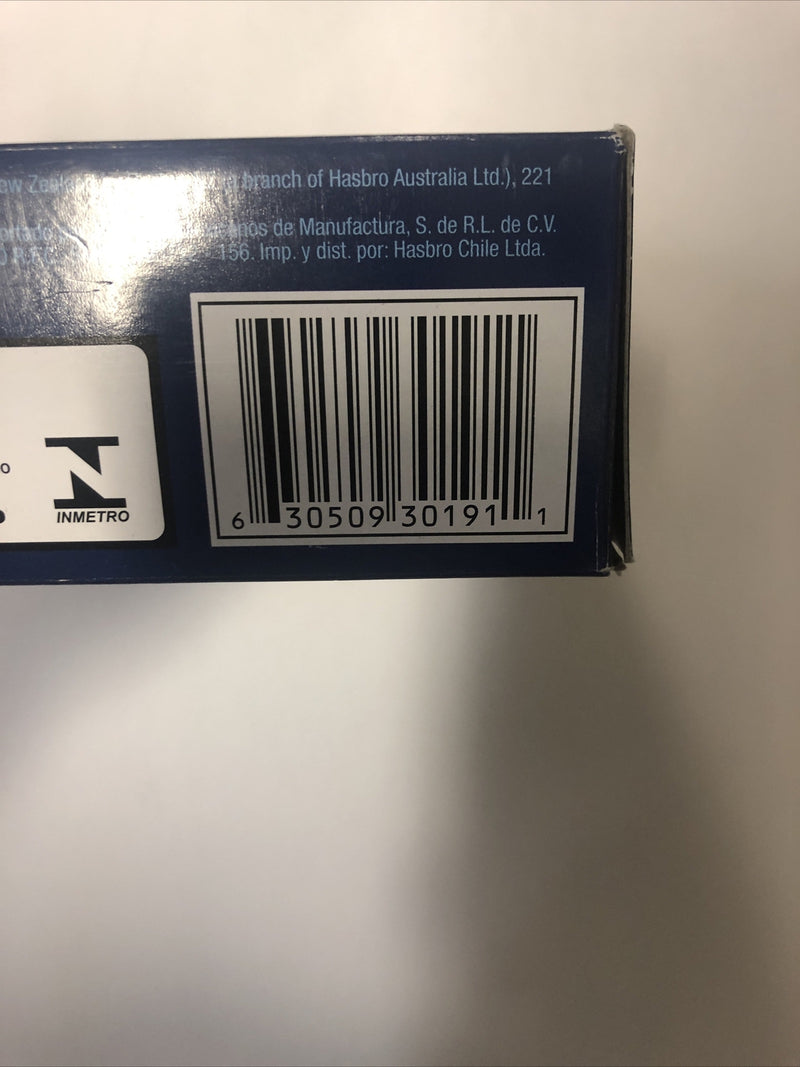 branch of Hasbro Australia Ltd.), 221
de Manufactura, S. de R.L. de C.V.
156. Imp. y dist. por: Hasbro Chile Ltda.
INMETRO
6 30509 30191 1